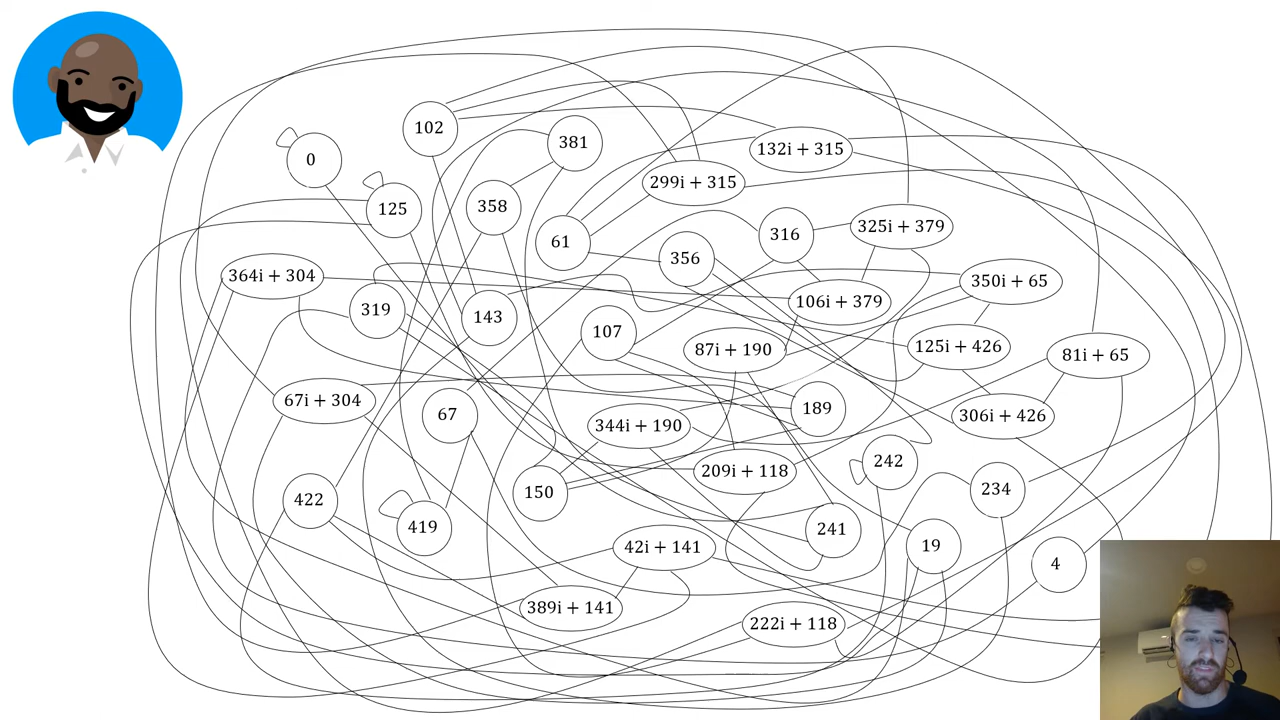 102
381
132i + 315
0
299i + 315
125
358
61
316
325i + 379
356
364i + 304
350i + 65
319
143
106i + 379
107
87i + 190
125i + 426
81i + 65
67i + 304
67
344i + 190
189
306i + 426
242
209i + 118
150
234
422
419
241
42i + 141
19
4
389i + 141
222i + 118